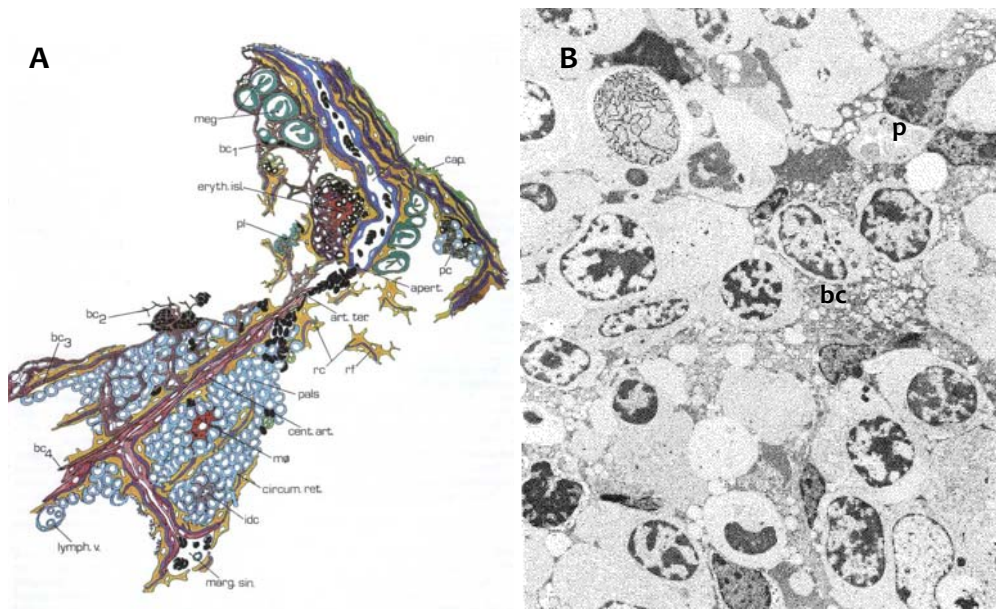 A
meg
bc1
eryth. isl.
pl
bc2
bc3
bc4
lymph. v.
vein
cap.
pc
apert.
art. ter
rc
rf
pals
cent. art.
mø
circum. ret.
idc
marg. sin.
B
p
bc